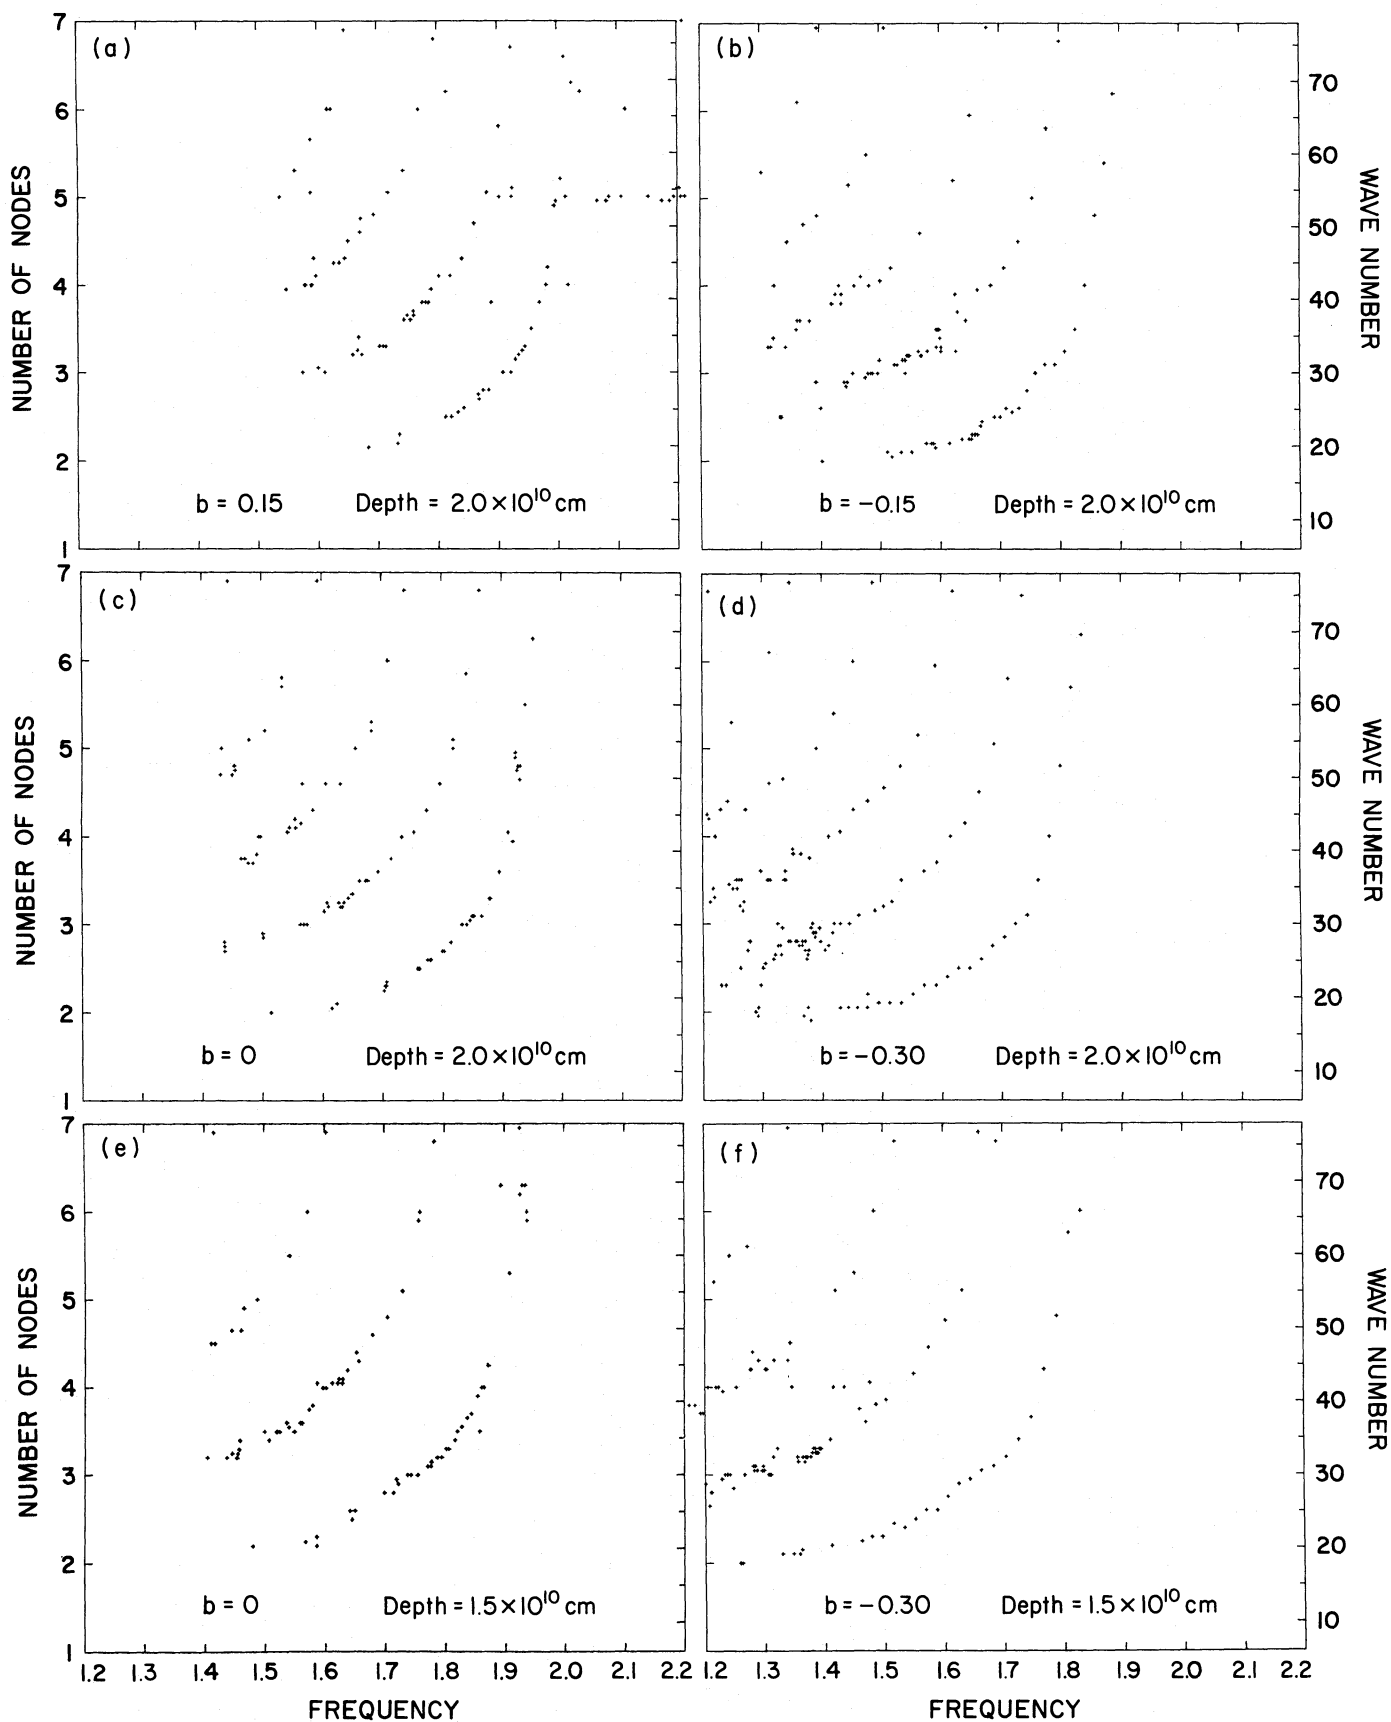 7
(a)
6
5
4
3
2
1
NUMBER OF NODES
b = 0.15 Depth = 2.0×10¹⁰ cm
(b)
70
60
50
40
30
20
10
WAVE NUMBER
b = −0.15 Depth = 2.0×10¹⁰ cm
7
(c)
6
5
4
3
2
1
NUMBER OF NODES
b = 0 Depth = 2.0×10¹⁰ cm
(d)
70
60
50
40
30
20
10
WAVE NUMBER
b = −0.30 Depth = 2.0×10¹⁰ cm
7
(e)
6
5
4
3
2
1
NUMBER OF NODES
b = 0 Depth = 1.5×10¹⁰ cm
1.2 1.3 1.4 1.5 1.6 1.7 1.8 1.9 2.0 2.1 2.2
FREQUENCY
(f)
70
60
50
40
30
20
10
WAVE NUMBER
b = −0.30 Depth = 1.5×10¹⁰ cm
1.2 1.3 1.4 1.5 1.6 1.7 1.8 1.9 2.0 2.1 2.2
FREQUENCY